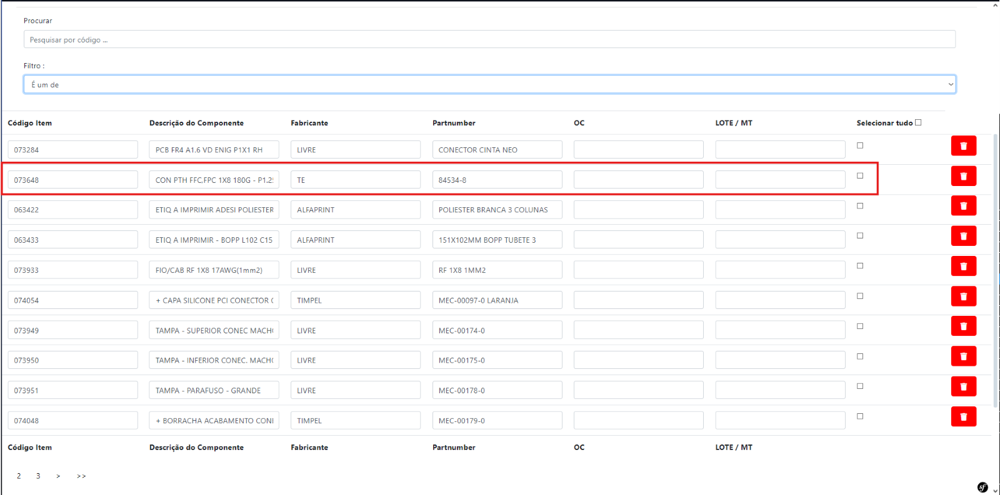 Procurar
Pesquisar por código ...
Filtro :
É um de
Código Item Descrição do Componente Fabricante Partnumber OC LOTE / MT Selecionar tudo
073284 PCB FR4 A1.6 VD ENIG P1X1 RH LIVRE CONECTOR CINTA NEO
073648 CON PTH FFC,FPC 1X8 180G - P1.25 TE 84534-8
063422 ETIQ A IMPRIMIR ADESI POLIESTER ALFAPRINT POLIESTER BRANCA 3 COLUNAS
063433 ETIQ A IMPRIMIR - BOPP L102 C15 ALFAPRINT 151X102MM BOPP TUBETE 3
073933 FIO/CAB RF 1X8 17AWG(1mm2) LIVRE RF 1X8 1MM2
074054 + CAPA SILICONE PCI CONECTOR TIMPEL MEC-00097-0 LARANJA
073949 TAMPA - SUPERIOR CONEC MACH LIVRE MEC-00174-0
073950 TAMPA - INFERIOR CONEC. MACH LIVRE MEC-00175-0
073951 TAMPA - PARAFUSO - GRANDE LIVRE MEC-00178-0
074048 + BORRACHA ACABAMENTO CON TIMPEL MEC-00179-0
Código Item Descrição do Componente Fabricante Partnumber OC LOTE / MT
2 3 > >>
sf